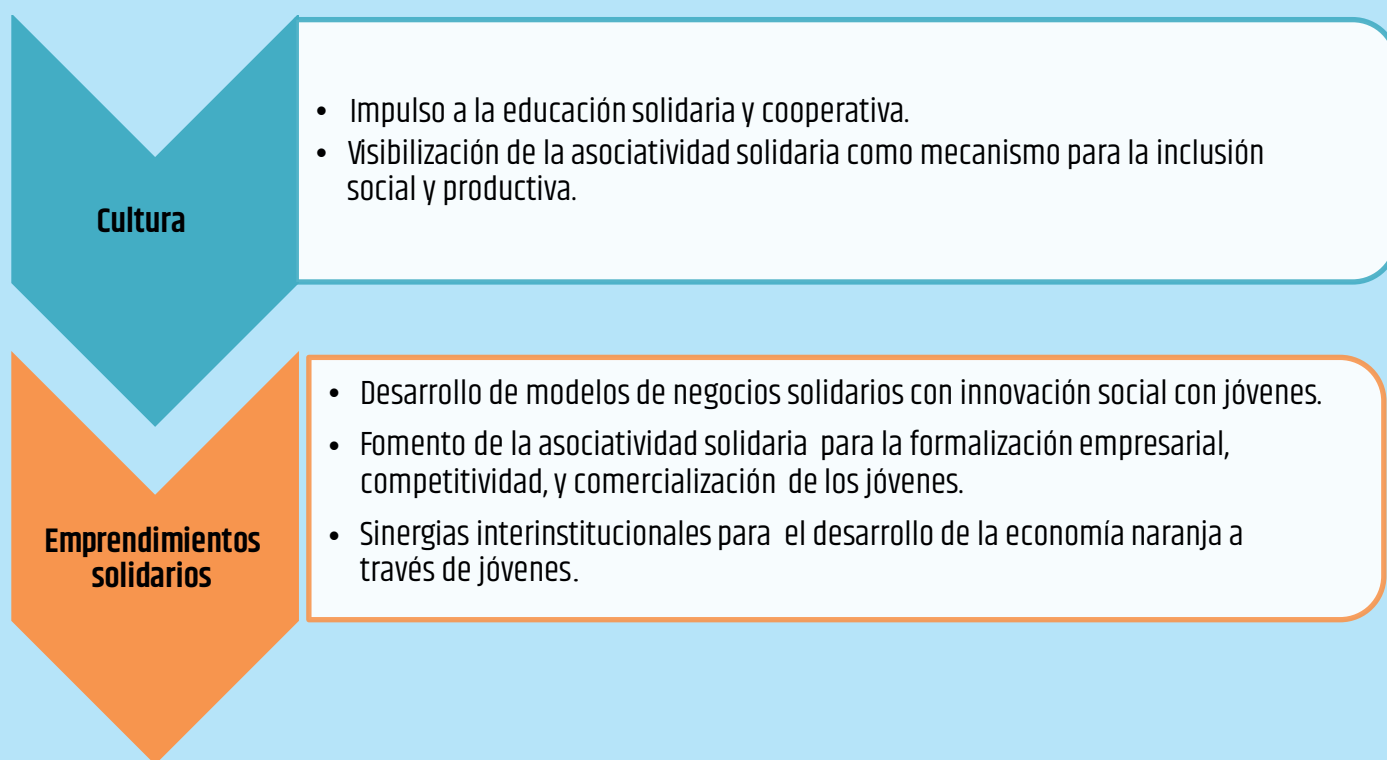 Cultura
• Impulso a la educación solidaria y cooperativa.
• Visibilización de la asociatividad solidaria como mecanismo para la inclusión
social y productiva.
Emprendimientos
solidarios
• Desarrollo de modelos de negocios solidarios con innovación social con jóvenes.
• Fomento de la asociatividad solidaria para la formalización empresarial,
competitividad, y comercialización de los jóvenes.
• Sinergias interinstitucionales para el desarrollo de la economía naranja a
través de jóvenes.